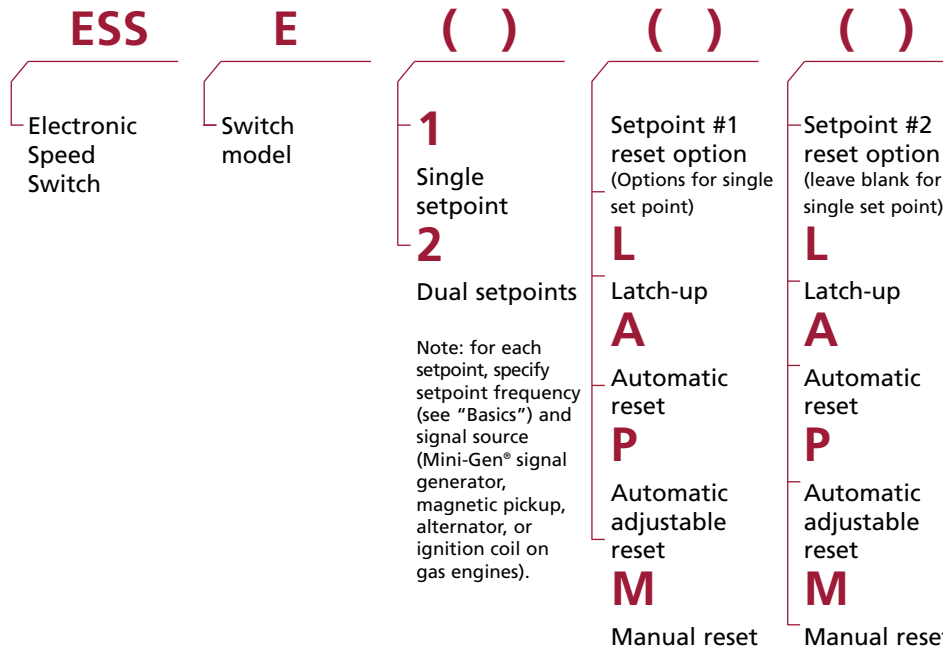 ESS
E
( )
( )
( )
Electronic
Speed
Switch
Switch
model
1
Single
setpoint
2
Dual setpoints
Note: for each
setpoint, specify
setpoint frequency
(see “Basics”) and
signal source
(Mini-Gen® signal
generator,
magnetic pickup,
alternator, or
ignition coil on
gas engines).
Setpoint #1
reset option
(Options for single
set point)
L
Latch-up
A
Automatic
reset
P
Automatic
adjustable
reset
M
Manual reset
Setpoint #2
reset option
(leave blank for
single set point)
L
Latch-up
A
Automatic
reset
P
Automatic
adjustable
reset
M
Manual reset